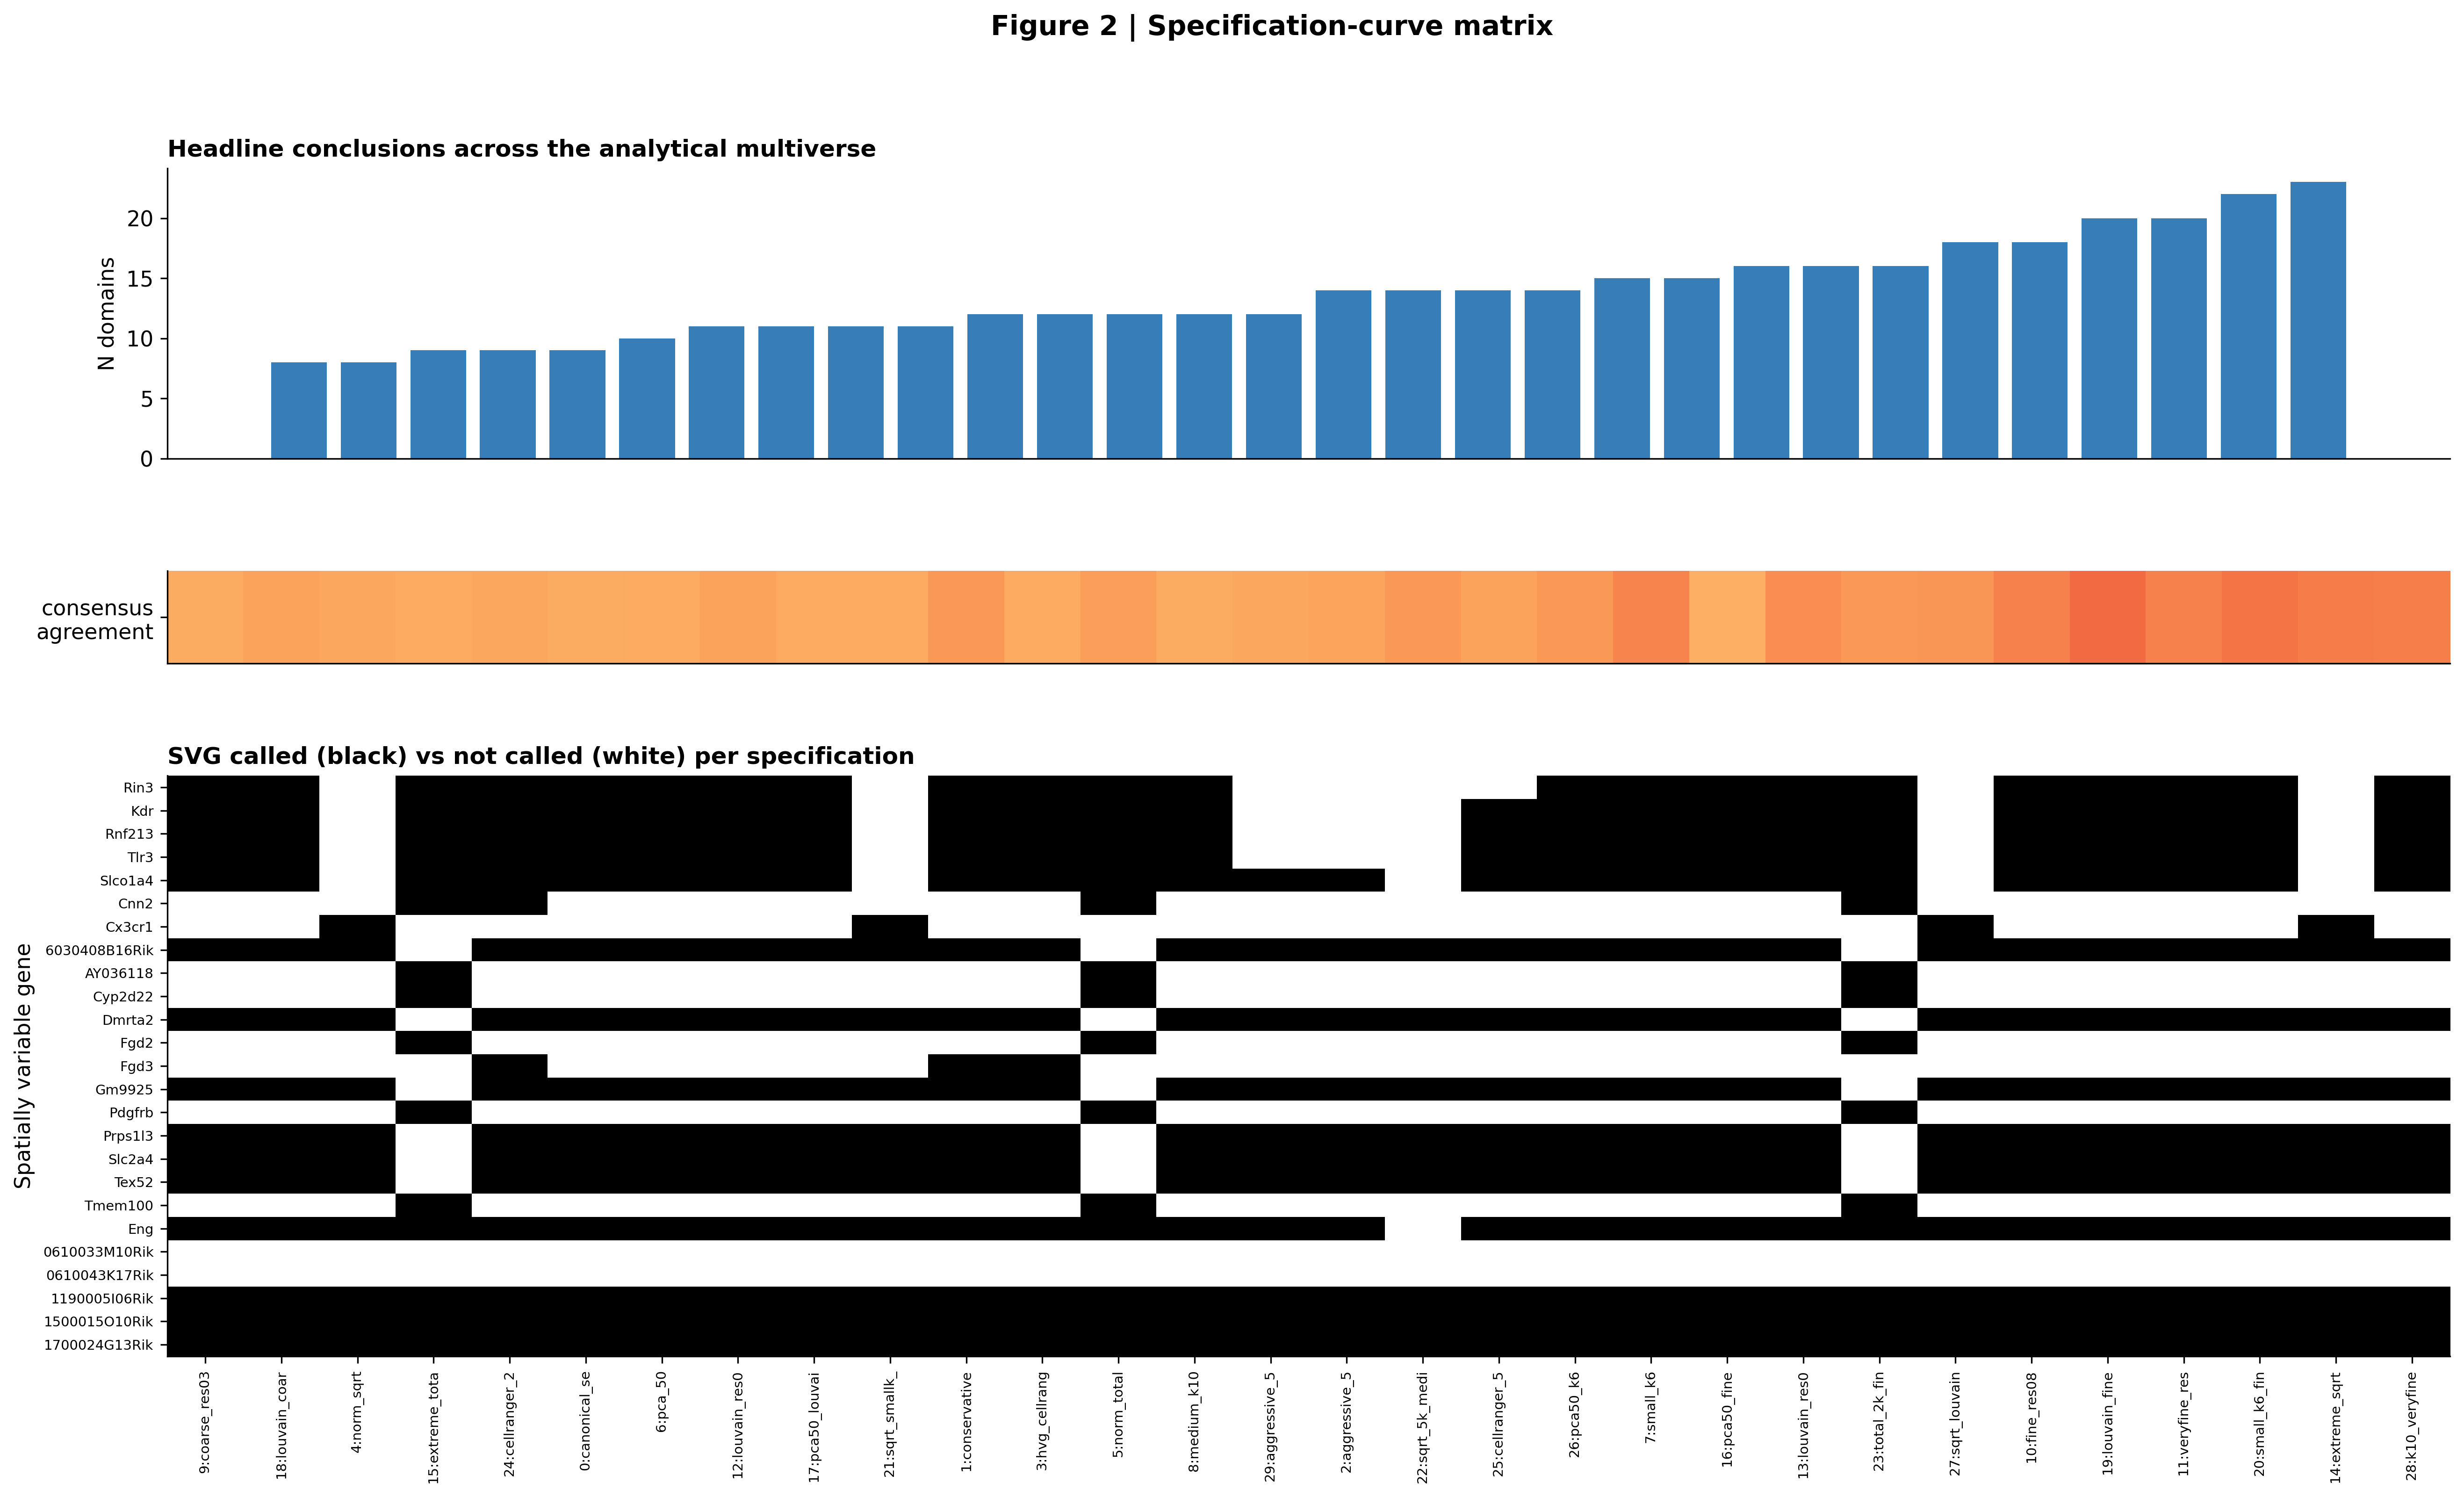 Figure 2 | Specification-curve matrix
Headline conclusions across the analytical multiverse
N domains
20
15
10
5
0
consensus
agreement
SVG called (black) vs not called (white) per specification
Spatially variable gene
Rin3
Kdr
Rnf213
Tlr3
Slco1a4
Cnn2
Cx3cr1
6030408B16Rik
AY036118
Cyp2d22
Dmrta2
Fgd2
Fgd3
Gm9925
Pdgfrb
Prps1l3
Slc2a4
Tex52
Tmem100
Eng
0610033M10Rik
0610043K17Rik
1190005I06Rik
1500015O10Rik
1700024G13Rik
9:coarse_res03
18:louvain_coar
4:norm_sqrt
15:extreme_tota
24:cellranger_2
0:canonical_se
6:pca_50
12:louvain_res0
17:pca50_louvai
21:sqrt_smallk_
1:conservative
3:hvg_cellrang
5:norm_total
8:medium_k10
29:aggressive_5
2:aggressive_5
22:sqrt_5k_medi
25:cellranger_5
26:pca50_k6
7:small_k6
16:pca50_fine
13:louvain_res0
23:total_2k_fin
27:sqrt_louvain
10:fine_res08
19:louvain_fine
11:veryfine_res
20:small_k6_fin
14:extreme_sqrt
28:k10_veryfine